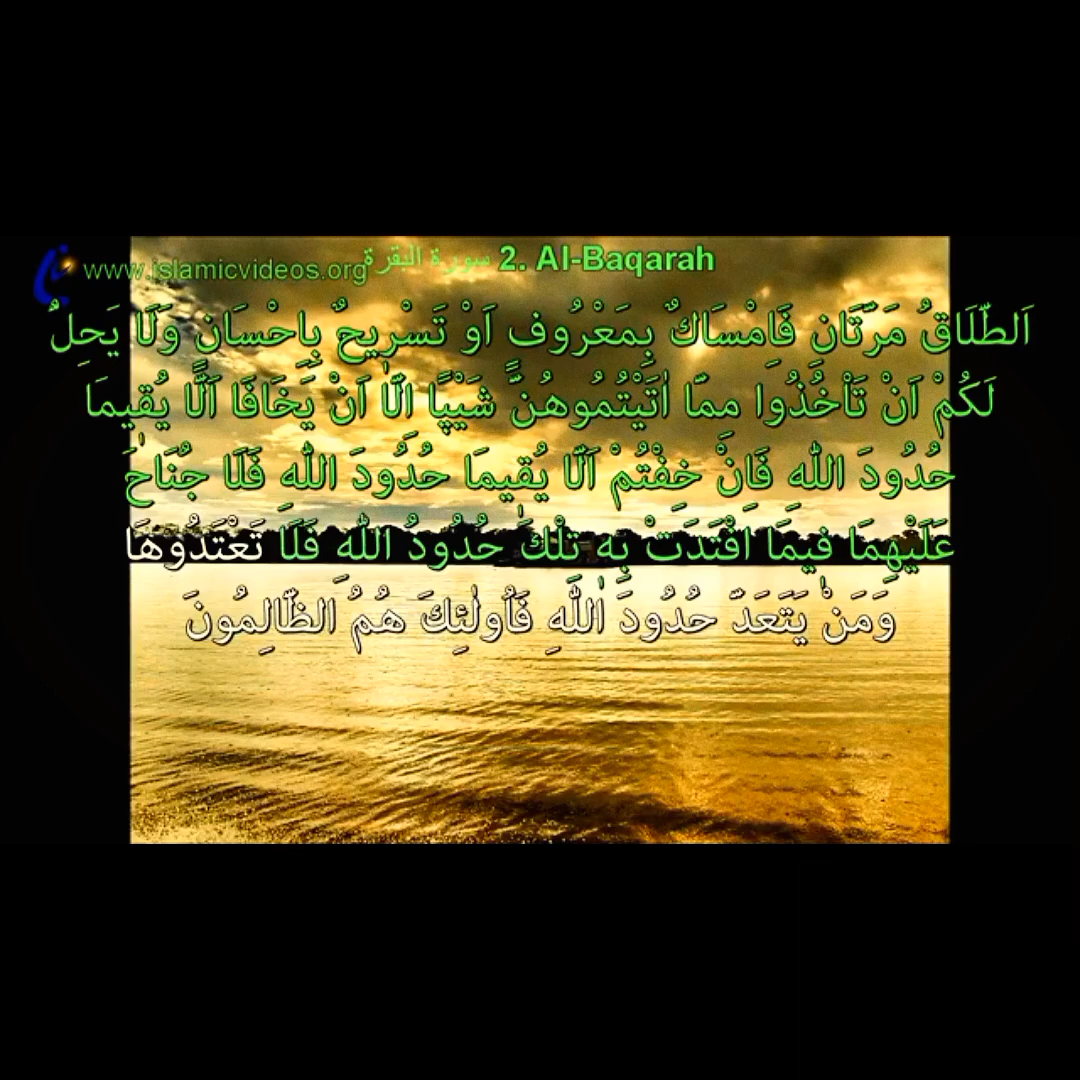 www.islamicvideos.org سورة البقرة 2. Al-Baqarah
اَلطَّلَاقُ مَرَّتَانِ فَاِمْسَاكٌ بِمَعْرُوفٍ اَوْ تَسْرِيحٌ بِاِحْسَانٍ وَلَا يَحِلُّ
لَكُمْ اَنْ تَاْخُذُوا مِمَّا اٰتَيْتُمُوهُنَّ شَيْپًا اِلَّا اَنْ يَخَافَا اَلَّا يُقِيمَا
حُدُودَ اللّٰهِ فَاِنْ خِفْتُمْ اَلَّا يُقِيمَا حُدُودَ اللّٰهِ فَلَا جُنَاحَ
عَلَيْهِمَا فِيمَا افْتَدَتْ بِهٖ تِلْكَ حُدُودُ اللّٰهِ فَلَا تَعْتَدُوهَا
وَمَنْ يَتَعَدَّ حُدُودَ اللّٰهِ فَاُولٰئِكَ هُمُ الظَّالِمُونَ